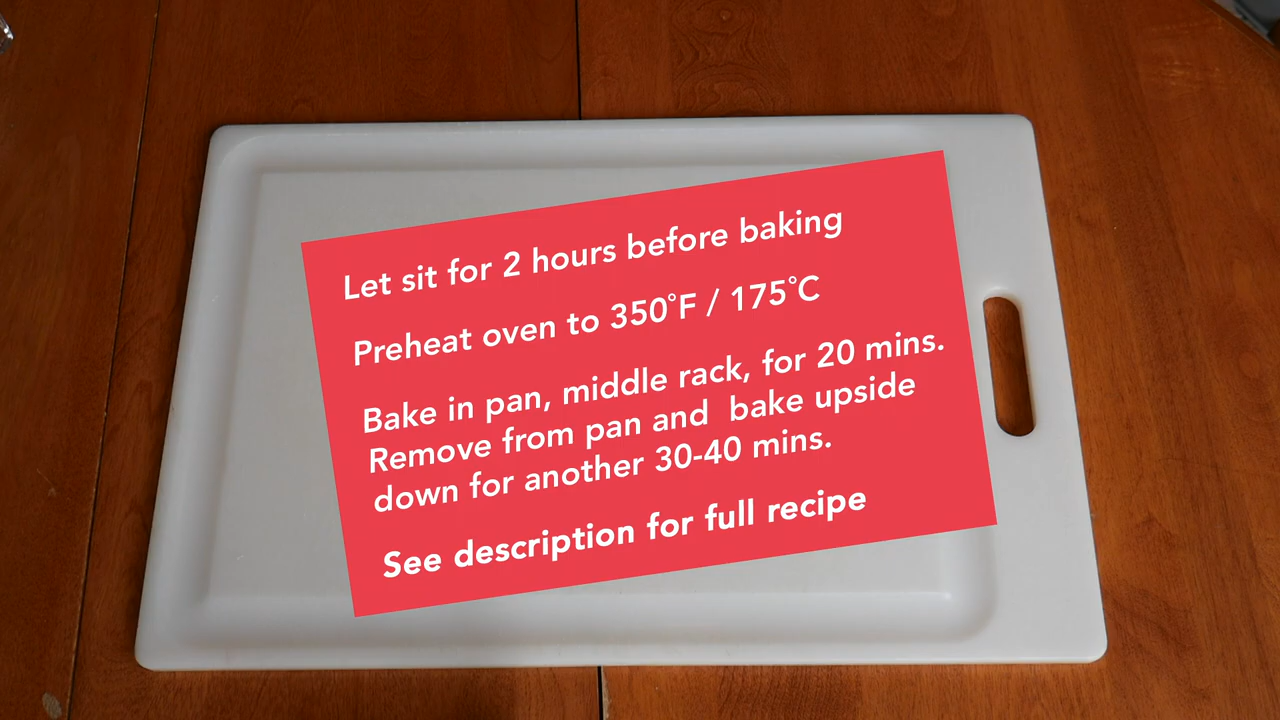 Let sit for 2 hours before baking
Preheat oven to 350°F / 175°C
Bake in pan, middle rack, for 20 mins.
Remove from pan and bake upside
down for another 30-40 mins.
See description for full recipe